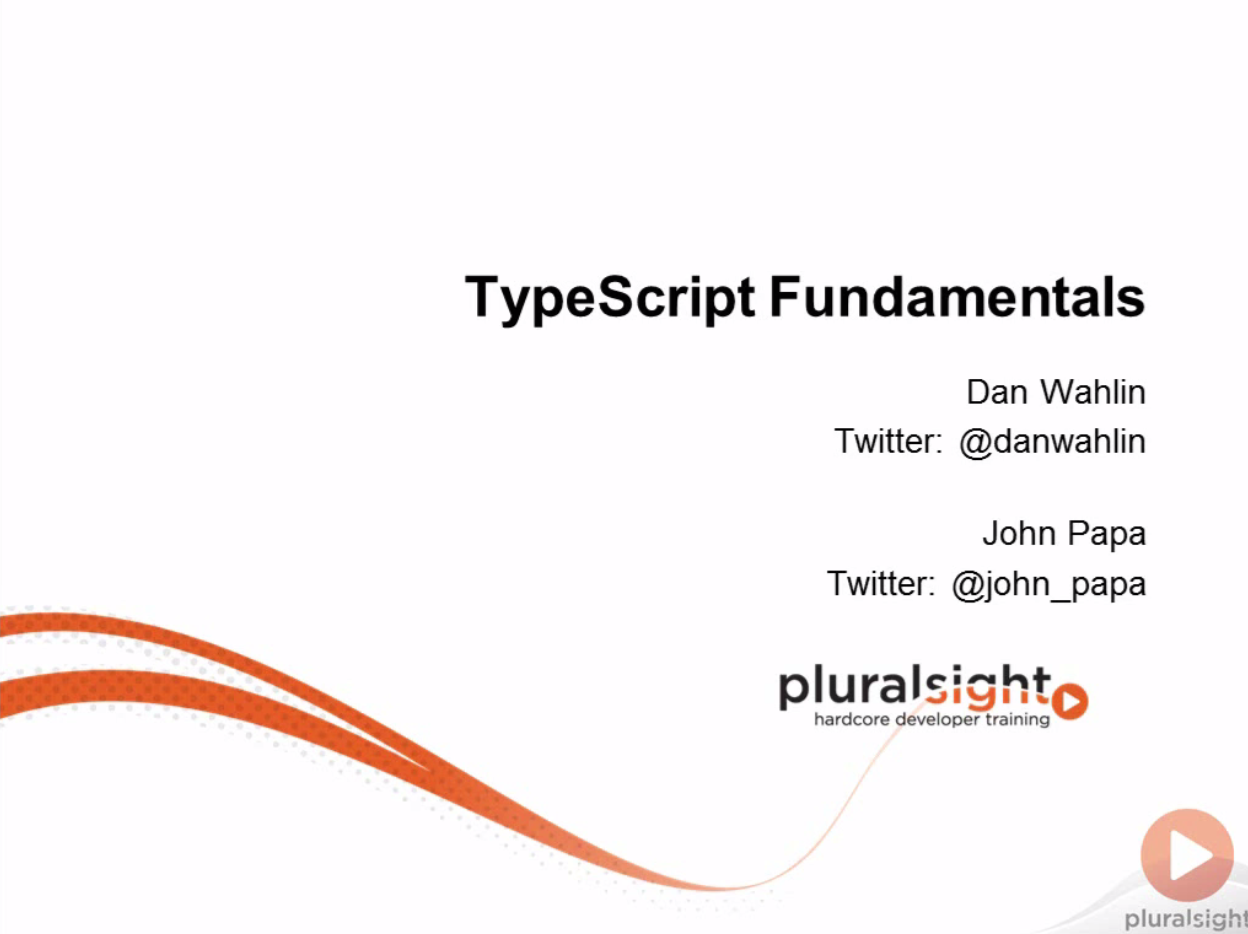 TypeScript Fundamentals
Dan Wahlin
Twitter: @danwahlin
John Papa
Twitter: @john_papa
pluralsight
hardcore developer training
pluralsight